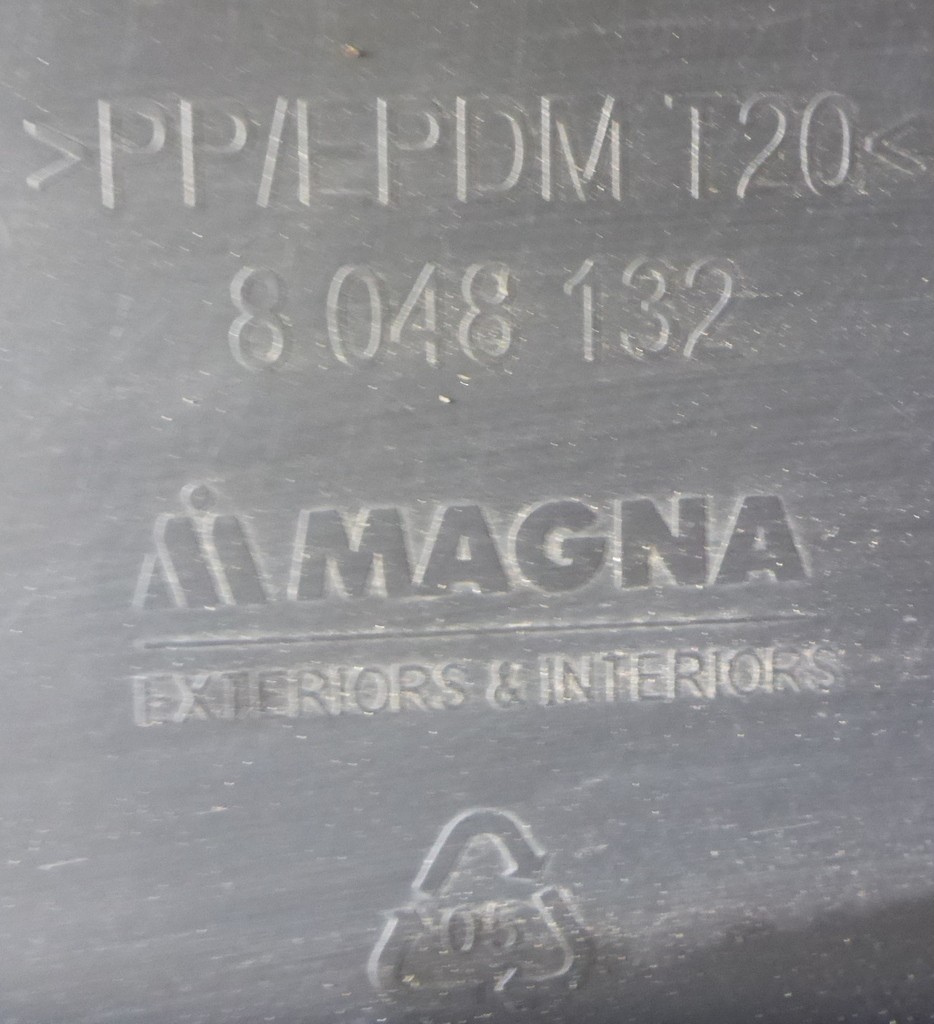 >PP/EPDM T20<
8 048 132
MAGNA
EXTERIORS & INTERIORS
05